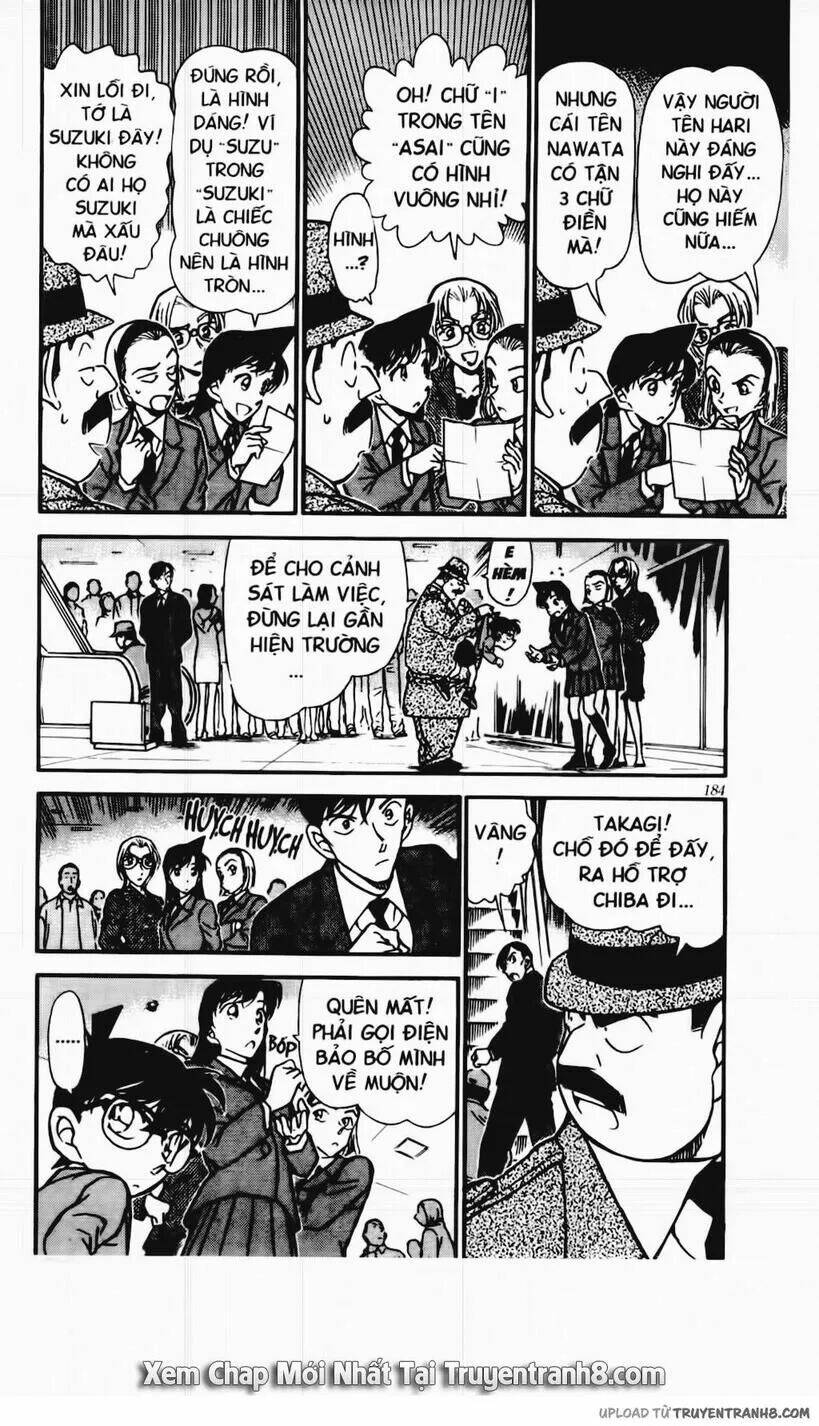 VẬY NGƯỜI
TÊN HARI
NÀY ĐÁNG
NGHI ĐẤY...
HỌ NÀY
CŨNG HIẾM
NỮA...
NHƯNG
CÁI TÊN
NAWATA
CÓ TẬN
3 CHỮ
ĐIỀN
MÀ!
OH! CHỮ "I"
TRONG TÊN
"ASAI" CŨNG
CÓ HÌNH
VUÔNG NHỈ!
HÌNH
...?
ĐÚNG RỒI,
LÀ HÌNH
DÁNG! VÍ
DỤ "SUZU"
TRONG
"SUZUKI"
LÀ CHIẾC
CHUÔNG
NÊN LÀ HÌNH
TRÒN...
XIN LỖI ĐI,
TỚ LÀ
SUZUKI ĐÂY!
KHÔNG
CÓ AI HỌ
SUZUKI
MÀ XẤU
ĐÂU!
E
HÈM
!
ĐỂ CHO CẢNH
SÁT LÀM VIỆC,
ĐỪNG LẠI GẦN
HIỆN TRƯỜNG
...
184
TAKAGI!
CHỖ ĐÓ ĐỂ ĐẤY,
RA HỖ TRỢ
CHIBA ĐI...
VÂNG
!
HUỴCH HUỴCH
QUÊN MẤT!
PHẢI GỌI ĐIỆN
BẢO BỐ MÌNH
VỀ MUỘN!
BỐP
......
Xem Chap Mới Nhất Tại Truyentranh8.com
UPLOAD TỪ TRUYENTRANH8.COM